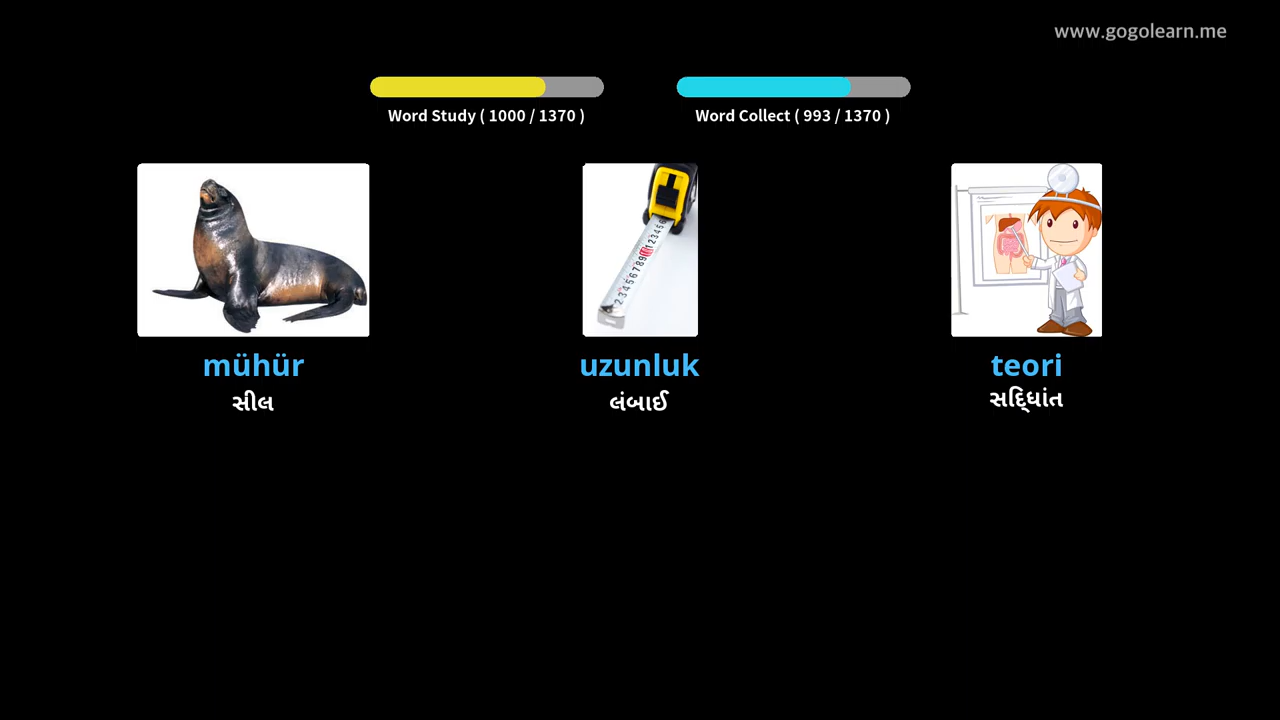 www.gogolearn.me
Word Study ( 1000 / 1370 )
Word Collect ( 993 / 1370 )
mühür
સીલ
uzunluk
લંબાઈ
teori
સદ્ધિાંત